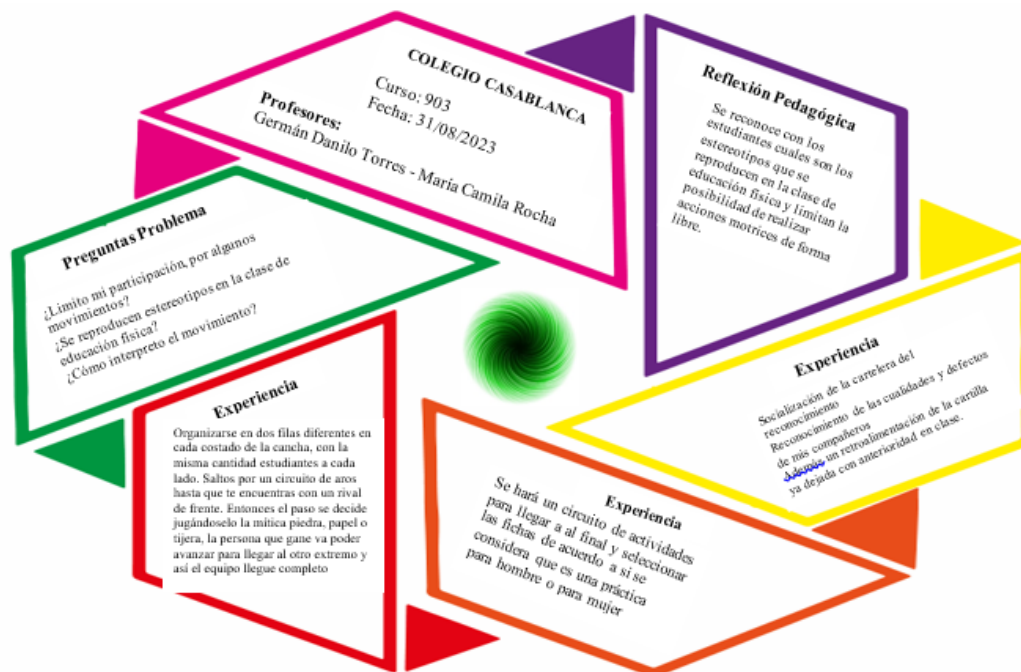 COLEGIO CASABLANCA
Curso: 903
Fecha: 31/08/2023
Profesores:
Germán Danilo Torres - María Camila Rocha
Reflexión Pedagógica
Se reconoce con los
estudiantes cuales son los
estereotipos que se
reproducen en la clase de
educación física y limitan la
posibilidad de realizar
acciones motrices de forma
libre.
Preguntas Problema
¿Limito mi participación, por algunos
movimientos?
¿Se reproducen estereotipos en la clase de
educación física?
¿Cómo interpreto el movimiento?
Experiencia
Socialización de la cartelera del
reconocimiento
Reconocimiento de las cualidades y defectos
de mis compañeros
Además un retroalimentación de la cartilla
ya dejada con anterioridad en clase.
Experiencia
Organizarse en dos filas diferentes en
cada costado de la cancha, con la
misma cantidad estudiantes a cada
lado. Saltos por un circuito de aros
hasta que te encuentras con un rival
de frente. Entonces el paso se decide
jugándoselo la mítica piedra, papel o
tijera, la persona que gane va poder
avanzar para llegar al otro extremo y
así el equipo llegue completo
Experiencia
Se hará un circuito de actividades
para llegar a al final y seleccionar
las fichas de acuerdo a si se
considera que es una práctica
para hombre o para mujer